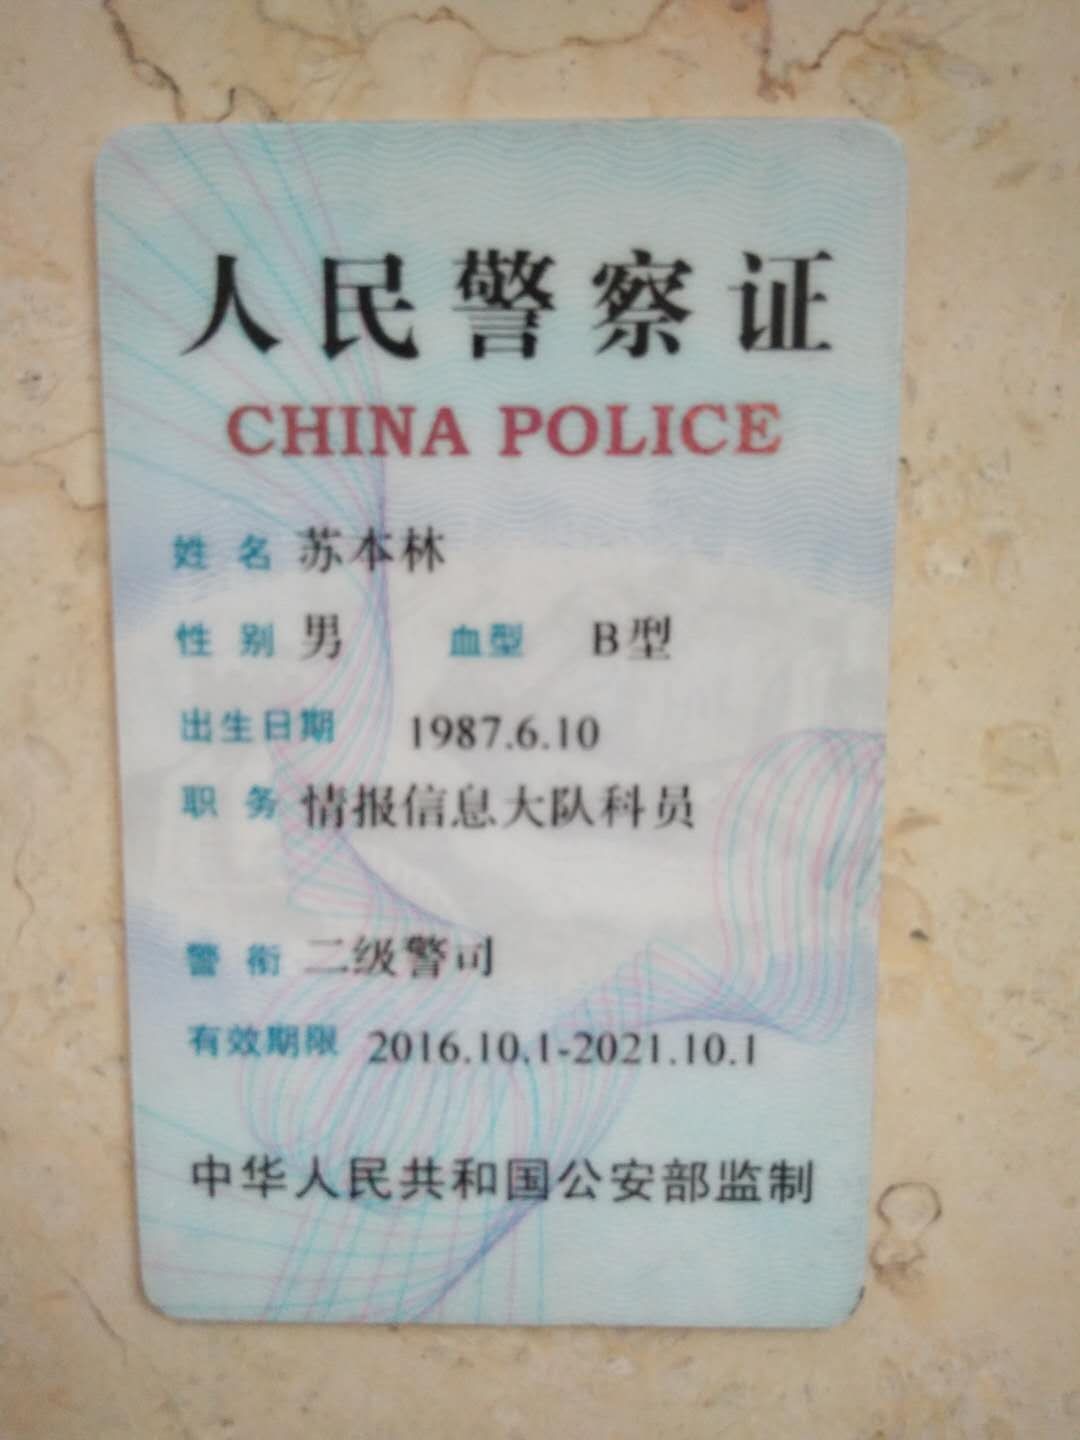 人民警察证
CHINA POLICE
姓 名 苏本林
性 别 男 血型 B型
出生日期 1987.6.10
职 务 情报信息大队科员
警 衔 二级警司
有效期限 2016.10.1-2021.10.1
中华人民共和国公安部监制